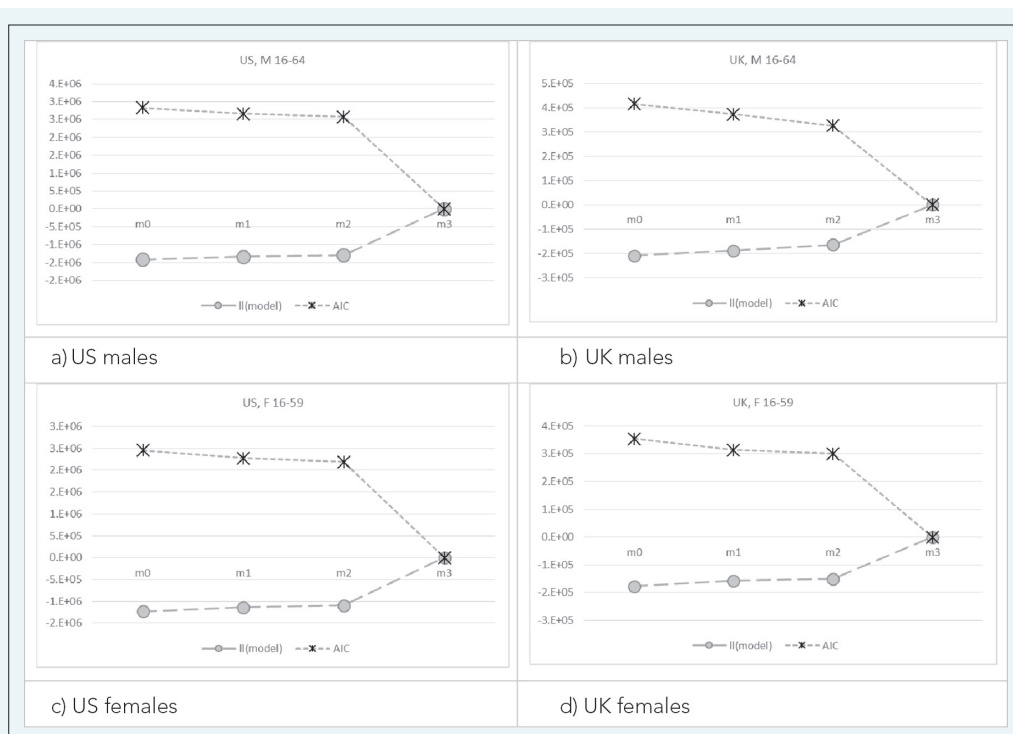 US, M 16-64
4.E+06
3.E+06
3.E+06
2.E+06
2.E+06
1.E+06
5.E+05
0.E+00
-5.E+05
-1.E+06
-2.E+06
-2.E+06
m0 m1 m2 m3
ll(model) AIC
UK, M 16-64
5.E+05
4.E+05
3.E+05
2.E+05
1.E+05
0.E+00
-1.E+05
-2.E+05
-3.E+05
m0 m1 m2 m3
ll(model) AIC
a) US males
b) UK males
US, F 16-59
3.E+06
3.E+06
2.E+06
2.E+06
1.E+06
5.E+05
0.E+00
-5.E+05
-1.E+06
-2.E+06
m0 m1 m2 m3
ll(model) AIC
UK, F 16-59
4.E+05
3.E+05
2.E+05
1.E+05
0.E+00
-1.E+05
-2.E+05
-3.E+05
m0 m1 m2 m3
ll(model) AIC
c) US females
d) UK females